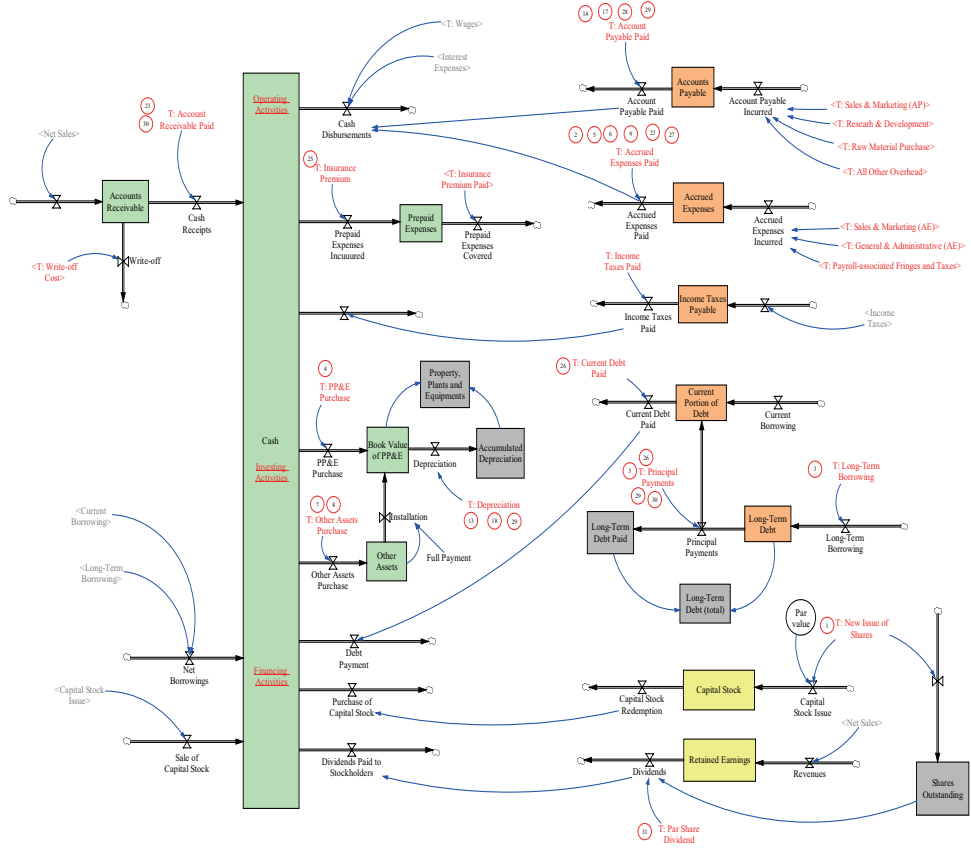 <T: Wages>
<Interest
Expenses>
Operating
Activities
Cash
Disbursements
14
17
28
29
T: Account
Payable Paid
Accounts
Payable
Account
Payable Paid
Account Payable
Incurred
<T: Sales & Marketing (AP)>
<T: Researh & Development>
<T: Raw Material Purchase>
<T: All Other Overhead>
23
30
T: Account
Receivable Paid
<Net Sales>
Accounts
Receivable
Cash
Receipts
<T: Write-off
Cost>
Write-off
2
5
6
9
23
27
T: Accrued
Expenses Paid
Accrued
Expenses
Accrued
Expenses
Paid
Accrued
Expenses
Incurred
<T: Sales & Marketing (AE)>
<T: General & Administrative (AE)>
<T: Payroll-associated Fringes and Taxes>
25
T: Insurance
Premium
<T: Insurance
Premium Paid>
Prepaid
Expenses
Prepaid
Expenses
Incuuured
Prepaid
Expenses
Covered
T: Income
Taxes Paid
Income Taxes
Payable
Income Taxes
Paid
<Income
Taxes>
4
T: PP&E
Purchase
Property,
Plants and
Equipments
Book Value
of PP&E
Accumulated
Depreciation
PP&E
Purchase
Depreciation
T: Depreciation
13
18
29
Cash
Investing
Activities
7
8
T: Other Assets
Purchase
Installation
Other
Assets
Other Assets
Purchase
Full Payment
26
T: Current Debt
Paid
Current
Portion of
Debt
Current Debt
Paid
Current
Borrowing
26
3
T: Principal
Payments
29
30
3
T: Long-Term
Borrowing
Long-Term
Debt Paid
Principal
Payments
Long-Term
Debt
Long-Term
Borrowing
Long-Term
Debt (total)
<Current
Borrowing>
<Long-Term
Borrowing>
Net
Borrowings
Financing
Activities
Debt
Payment
Par
value
1
T: New Issue of
Shares
<Capital Stock
Issue>
Purchase of
Capital Stock
Capital Stock
Redemption
Capital Stock
Capital
Stock Issue
Sale of
Capital Stock
Dividends Paid to
Stockholders
Dividends
Retained Earnings
Revenues
<Net Sales>
Shares
Outstanding
31
T: Par Share
Dividend